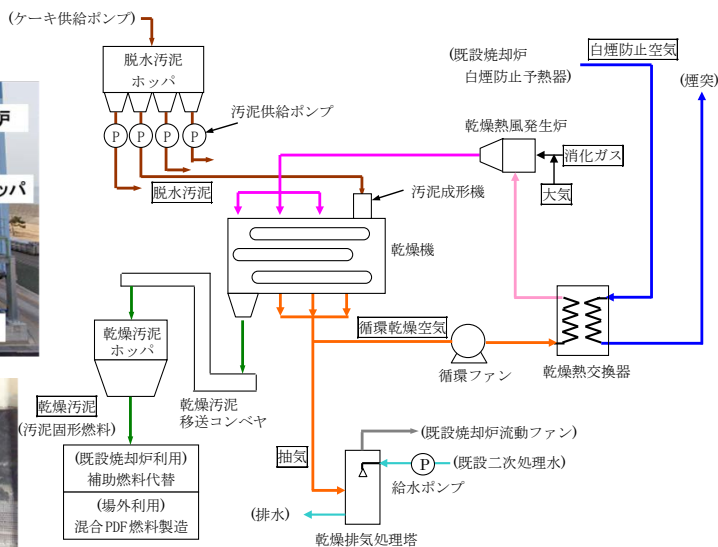 (ケーキ供給ポンプ)
脱水汚泥
ホッパ
P
P
P
P
汚泥供給ポンプ
脱水汚泥
(既設焼却炉
白煙防止予熱器)
白煙防止空気
(煙突)
乾燥熱風発生炉
消化ガス
大気
汚泥成形機
乾燥機
炉
ッパ
循環乾燥空気
循環ファン
乾燥熱交換器
乾燥汚泥
ホッパ
乾燥汚泥
移送コンベヤ
乾燥汚泥
(汚泥固形燃料)
(既設焼却炉利用)
補助燃料代替
(場外利用)
混合PDF燃料製造
抽気
(既設焼却炉流動ファン)
P
(既設二次処理水)
給水ポンプ
(排水)
乾燥排気処理塔